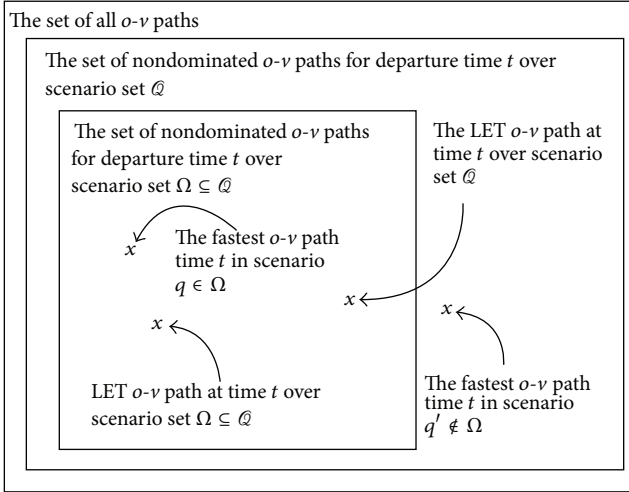 The set of all o-v paths
The set of nondominated o-v paths for departure time t over
scenario set 𝒬
The set of nondominated o-v paths
for departure time t over
scenario set Ω ⊆ 𝒬
The LET o-v path at
time t over scenario
set 𝒬
x
The fastest o-v path
time t in scenario
q ∈ Ω
x
x
x
LET o-v path at time t over
scenario set Ω ⊆ 𝒬
The fastest o-v path
time t in scenario
q′ ∉ Ω